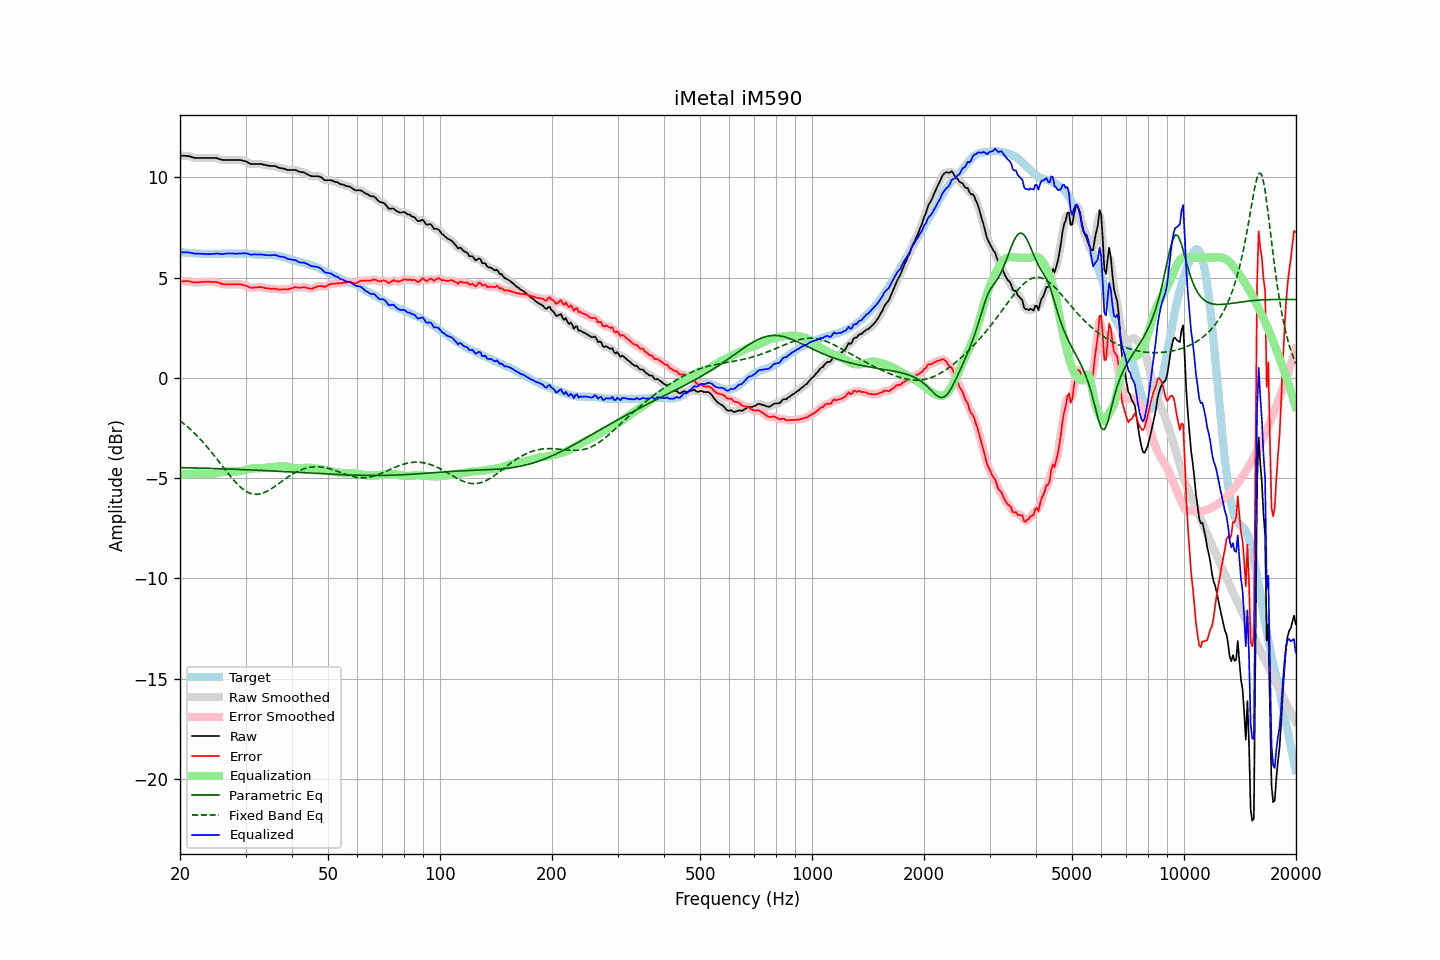 iMetal iM590
Amplitude (dBr)
10
5
0
−5
−10
−15
−20
Target
Raw Smoothed
Error Smoothed
Raw
Error
Equalization
Parametric Eq
Fixed Band Eq
Equalized
20 50 100 200 500 1000 2000 5000 10000 20000
Frequency (Hz)